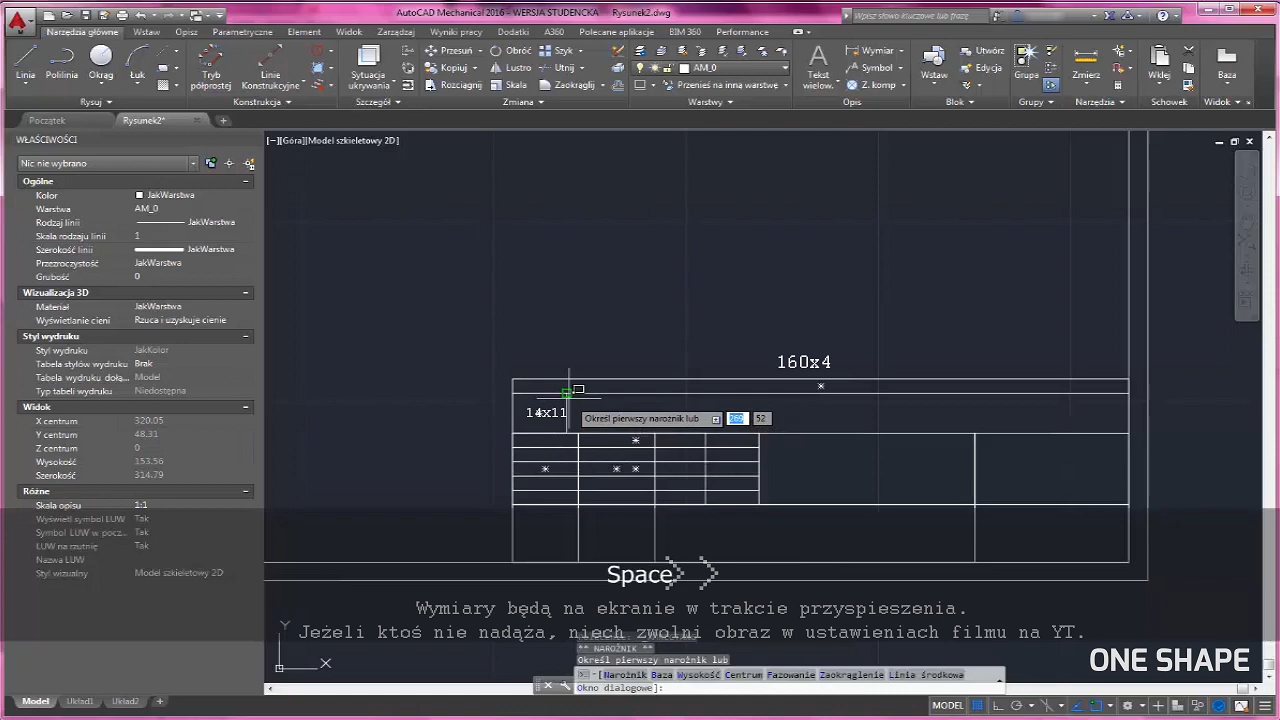 AutoCAD Mechanical 2016 - WERSJA STUDENCKA Rysunek2.dwg
Wpisz słowo kluczowe lub frazę
Narzędzia główne Wstaw Opisz Parametryczne Element Widok Zarządzaj Wyniki pracy Dodatki A360 Polecane aplikacje BIM 360 Performance
Linia Polilinia Okrąg Łuk
Tryb półprostej
Linie Konstrukcyjne
Sytuacja ukrywania
Przesuń Obróć Szyk
Kopiuj Lustro Utnij
Rozciągnij Skala Zaokrąglij
AM_0
Przenieś na inną warstwę
Tekst wielow.
Wymiar
Symbol
Z. komp
Wstaw
Utwórz
Edycja
Grupa
Zmierz
Wklej
Baza
Rysuj Konstrukcja Szczegół Zmiana Warstwy Opis Blok Grupy Narzędzia Schowek Widok
Początek Rysunek2*
WŁAŚCIWOŚCI
[−][Góra][Model szkieletowy 2D]
Nic nie wybrano
Ogólne
Kolor JakWarstwa
Warstwa AM_0
Rodzaj linii JakWarstwa
Skala rodzaju linii 1
Szerokość linii JakWarstwa
Przezroczystość JakWarstwa
Grubość 0
Wizualizacja 3D
Materiał JakWarstwa
Wyświetlanie cieni Rzuca i uzyskuje cienie
Styl wydruku
Styl wydruku JakKolor
Tabela stylów wydruku Brak
Tabela wydruku dołą... Model
Typ tabeli wydruku Niedostępna
Widok
X centrum 320.05
Y centrum 48.31
Z centrum 0
Wysokość 153.56
Szerokość 314.79
Różne
Skala opisu 1:1
Wyświetl symbol LUW Tak
Symbol LUW w pocz... Tak
LUW na rzutnię Tak
Nazwa LUW
Styl wizualny Model szkieletowy 2D
160x4
14x11
Określ pierwszy narożnik lub 269 52
Space
Wymiary będą na ekranie w trakcie przyspieszenia.
Jeżeli ktoś nie nadąża, niech zwolni obraz w ustawieniach filmu na YT.
Y
X
** NAROŻNIK **
Określ pierwszy narożnik lub
[Narożnik Baza Wysokość Centrum Fazowanie Zaokrąglenie Linia środkowa
Okno dialogowe]:
ONE SHAPE
Model Układ1 Układ2 +
MODEL